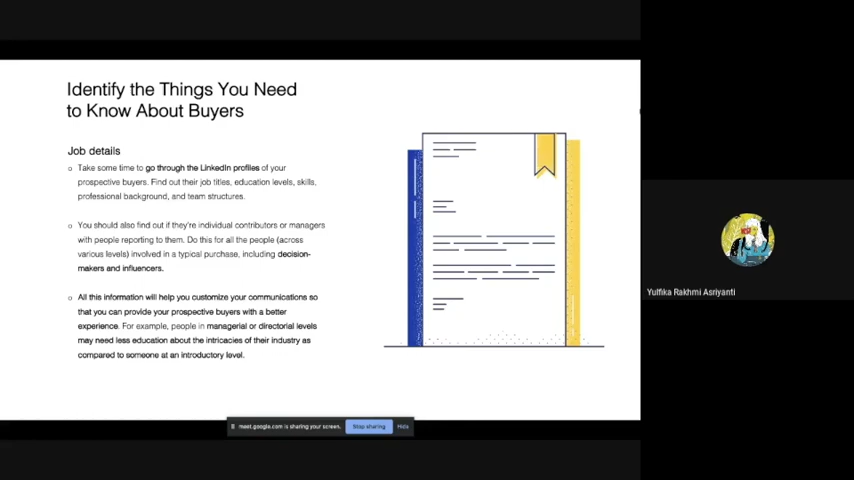 Identify the Things You Need
to Know About Buyers
Job details
Take some time to go through the LinkedIn profiles of your
prospective buyers. Find out their job titles, education levels, skills,
professional background, and team structures.
You should also find out if they're individual contributors or managers
with people reporting to them. Do this for all the people (across
various levels) involved in a typical purchase, including decision-
makers and influencers.
All this information will help you customize your communications so
that you can provide your prospective buyers with a better
experience. For example, people in managerial or directorial levels
may need less education about the intricacies of their industry as
compared to someone at an introductory level.
Yulfika Rakhmi Asriyanti
meet.google.com is sharing your screen.
Stop sharing
Hide